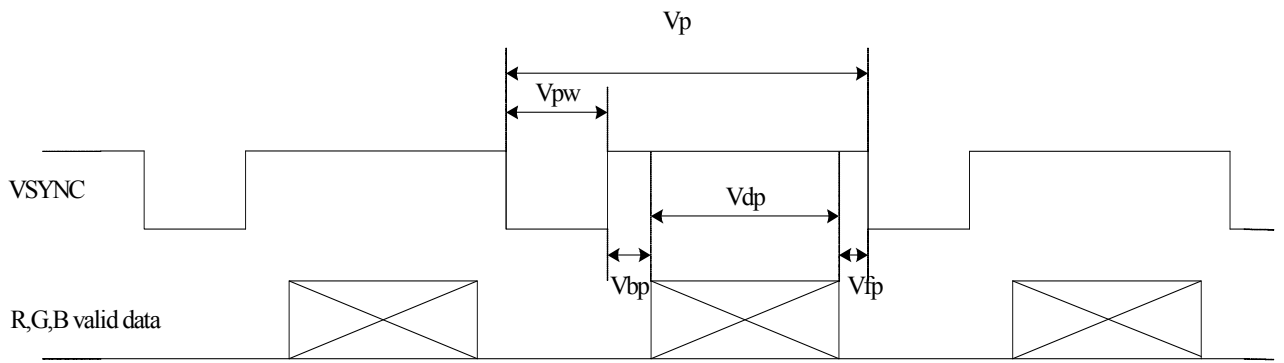 Vp
Vpw
VSYNC
Vdp
Vbp
Vfp
R,G,B valid data